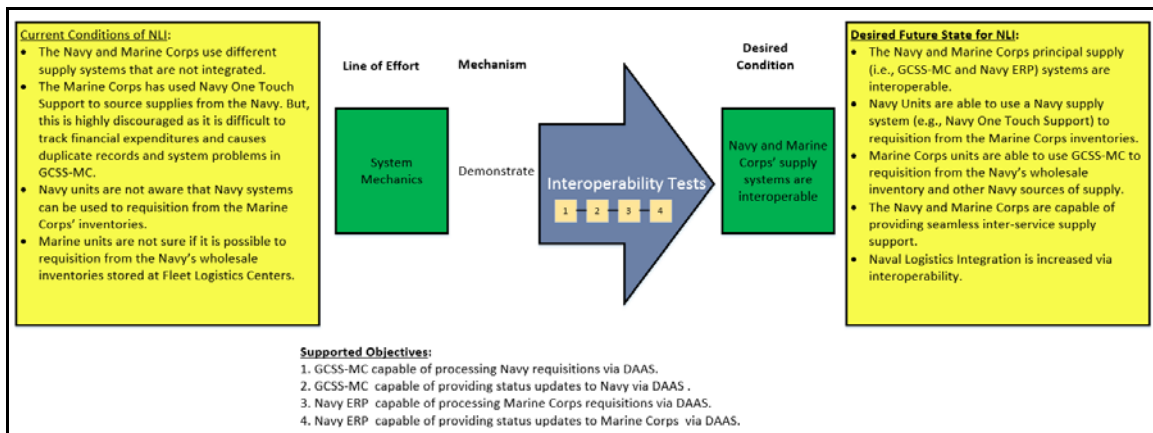 Current Conditions of NLI:
• The Navy and Marine Corps use different
supply systems that are not integrated.
• The Marine Corps has used Navy One Touch
Support to source supplies from the Navy. But,
this is highly discouraged as it is difficult to
track financial expenditures and causes
duplicate records and system problems in
GCSS-MC.
• Navy units are not aware that Navy systems
can be used to requisition from the Marine
Corps' inventories.
• Marine units are not sure if it is possible to
requisition from the Navy's wholesale
inventories stored at Fleet Logistics Centers.
Line of Effort
Mechanism
Desired
Condition
System
Mechanics
Demonstrate
Interoperability Tests
1 2 3 4
Navy and Marine
Corps' supply
systems are
interoperable
Desired Future State for NLI:
• The Navy and Marine Corps principal supply
(i.e., GCSS-MC and Navy ERP) systems are
interoperable.
• Navy Units are able to use a Navy supply
system (e.g., Navy One Touch Support) to
requisition from the Marine Corps inventories.
• Marine Corps units are able to use GCSS-MC to
requisition from the Navy's wholesale
inventory and other Navy sources of supply.
• The Navy and Marine Corps are capable of
providing seamless inter-service supply
support.
• Naval Logistics Integration is increased via
interoperability.
Supported Objectives:
1. GCSS-MC capable of processing Navy requisitions via DAAS.
2. GCSS-MC capable of providing status updates to Navy via DAAS .
3. Navy ERP capable of processing Marine Corps requisitions via DAAS.
4. Navy ERP capable of providing status updates to Marine Corps via DAAS.